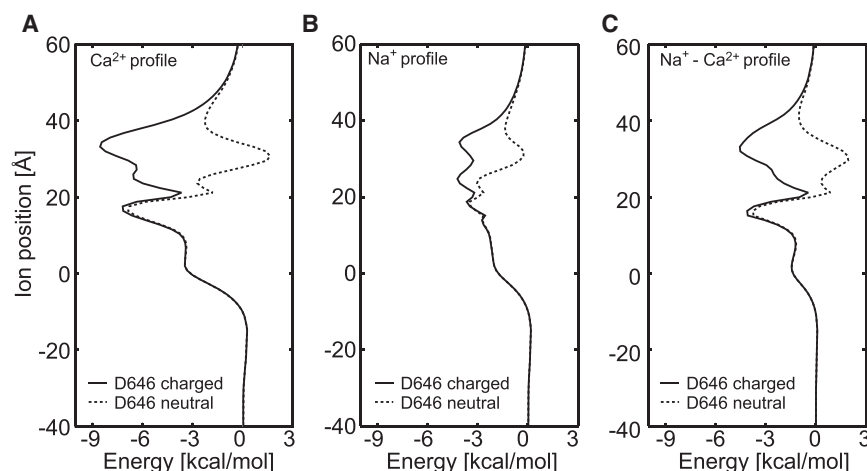 A
B
C
Ca2+ profile
Na+ profile
Na+ - Ca2+ profile
Ion position [Å]
60
40
20
0
-20
-40
60
40
20
0
-20
-40
60
40
20
0
-20
-40
D646 charged
D646 neutral
D646 charged
D646 neutral
D646 charged
D646 neutral
-9 -6 -3 0 3
-9 -6 -3 0 3
-9 -6 -3 0 3
Energy [kcal/mol]
Energy [kcal/mol]
Energy [kcal/mol]